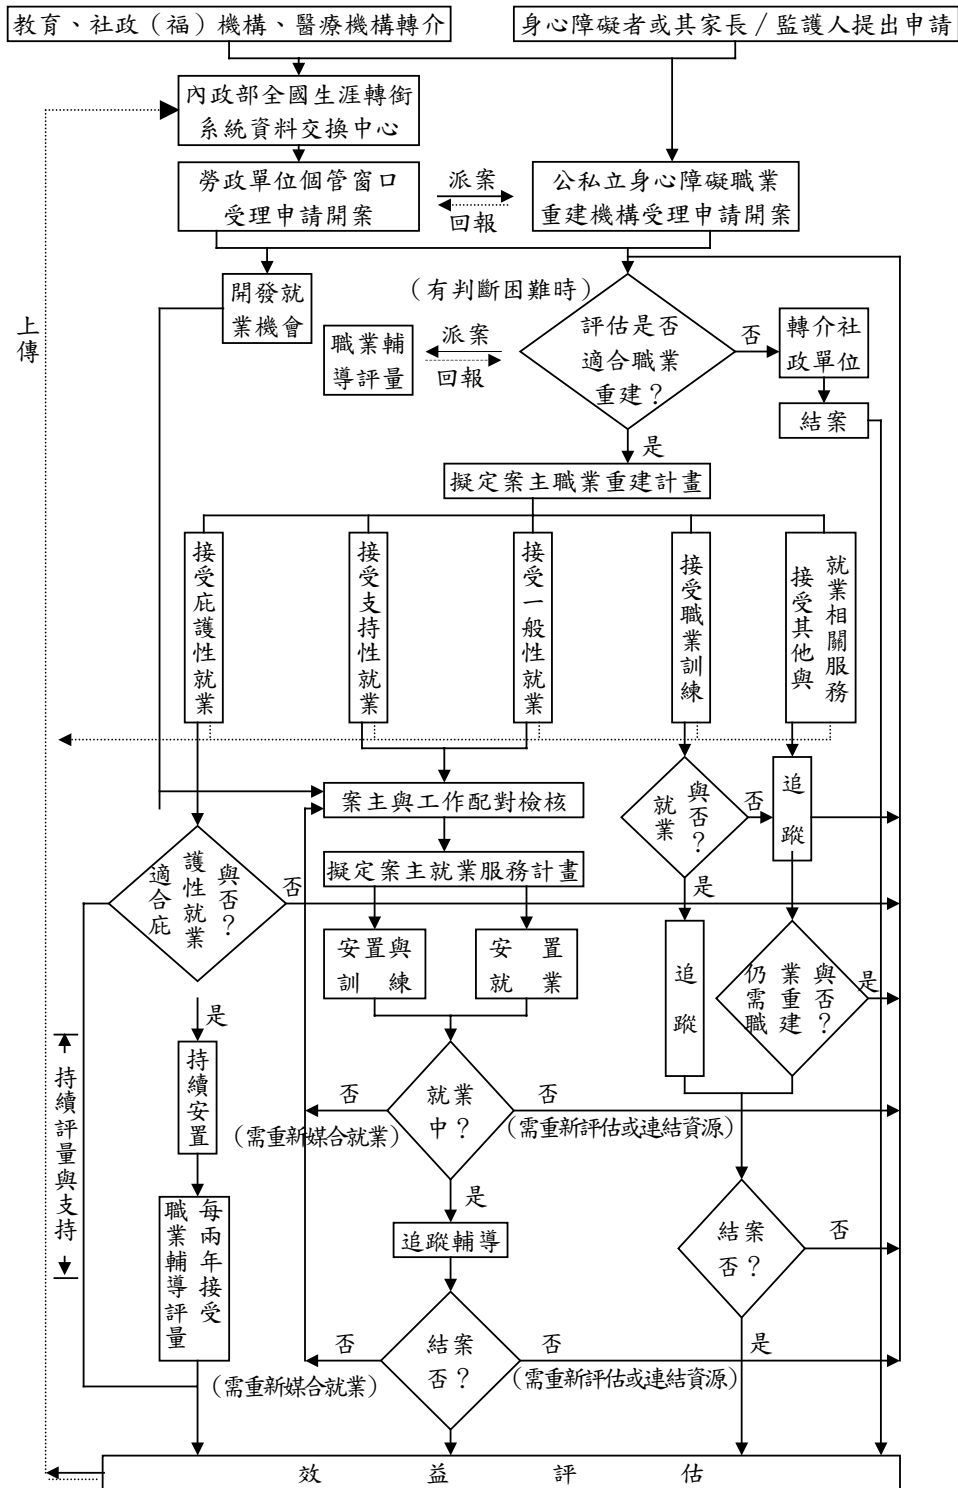 教育、社政（福）機構、醫療機構轉介
身心障礙者或其家長/監護人提出申請
內政部全國生涯轉銜
系統資料交換中心
勞政單位個管窗口
受理申請開案
派案
回報
公私立身心障礙職業
重建機構受理申請開案
上傳
開發就
業機會
（有判斷困難時）
職業輔
導評量
派案
回報
評估是否
適合職業
重建？
否
轉介社
政單位
結案
是
擬定案主職業重建計畫
接受庇護性就業
接受支持性就業
接受一般性就業
接受職業訓練
接受其他與
就業相關服務
案主與工作配對檢核
就業
與否？
否
追蹤
擬定案主就業服務計畫
適合庇
護性就業
與否？
否
是
安置與
訓練
安置
就業
追蹤
仍需職
業重建
與否？
是
是
持續評量與支持
持續安置
否
（需重新媒合就業）
就業
中？
否
（需重新評估或連結資源）
是
職業輔導評量
每兩年接受
追蹤輔導
結案
否？
否
是
否
（需重新媒合就業）
結案
否？
否
（需重新評估或連結資源）
效益評估